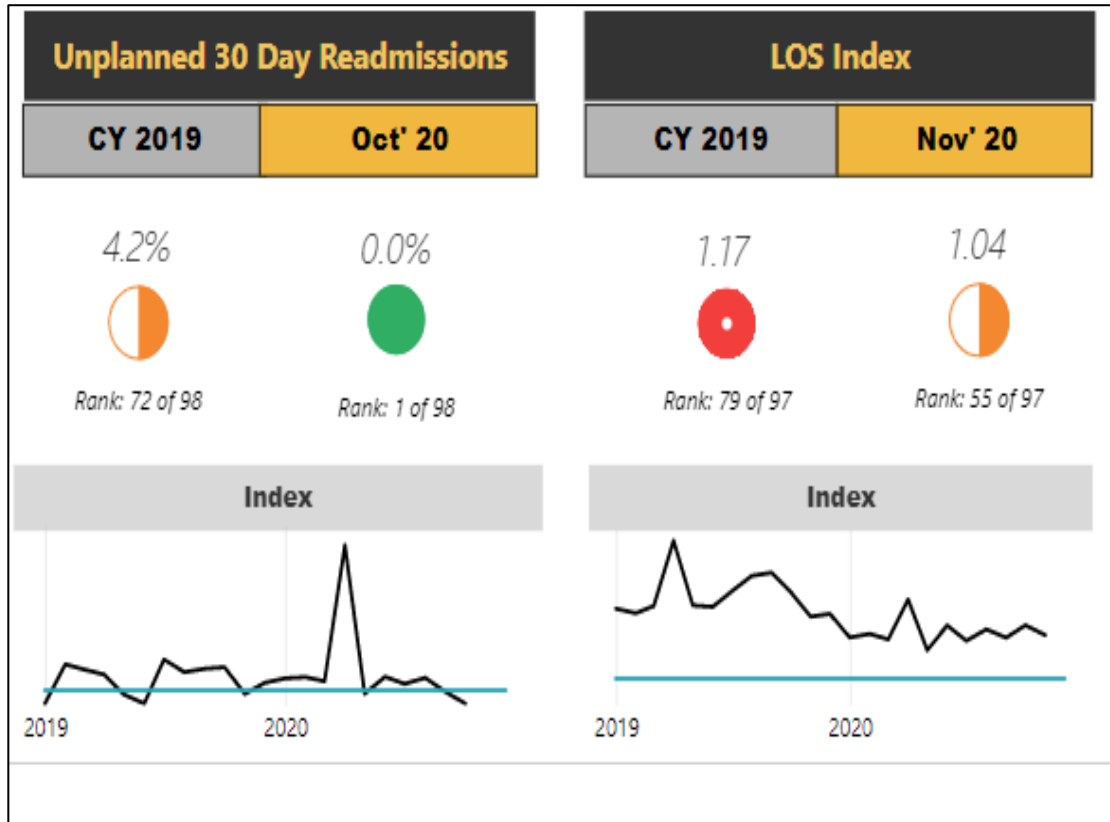 Unplanned 30 Day Readmissions
CY 2019
Oct' 20
4.2%
0.0%
Rank: 72 of 98
Rank: 1 of 98
Index
2019
2020
LOS Index
CY 2019
Nov' 20
1.17
1.04
Rank: 79 of 97
Rank: 55 of 97
Index
2019
2020